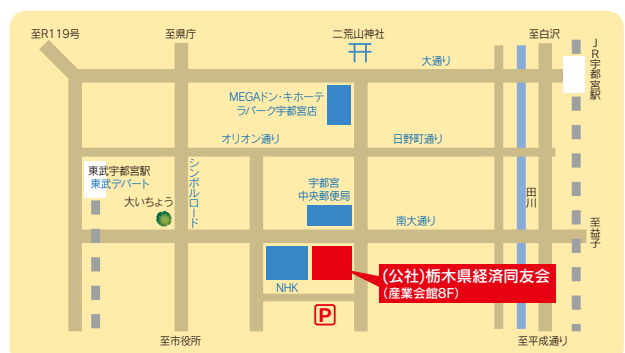 至R119号
至県庁
二荒山神社
至白沢
大通り
JR宇都宮駅
MEGAドン・キホーテ
ラパーク宇都宮店
オリオン通り
日野町通り
東武宇都宮駅
東武デパート
シンボルロード
宇都宮
中央郵便局
田川
大いちょう
南大通り
至益子
(公社)栃木県経済同友会
(産業会館8F)
NHK
P
至市役所
至平成通り